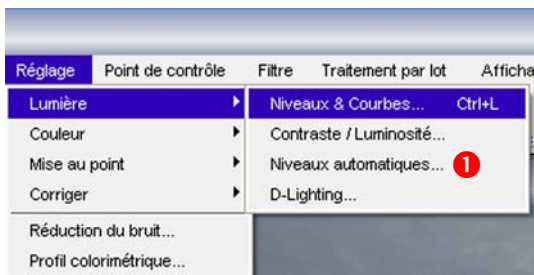 Réglage Point de contrôle Filtre Traitement par lot Afficha
Lumière Niveaux & Courbes... Ctrl+L
Couleur Contraste / Luminosité...
Mise au point Niveaux automatiques... 1
Corriger D-Lighting...
Réduction du bruit...
Profil colorimétrique...